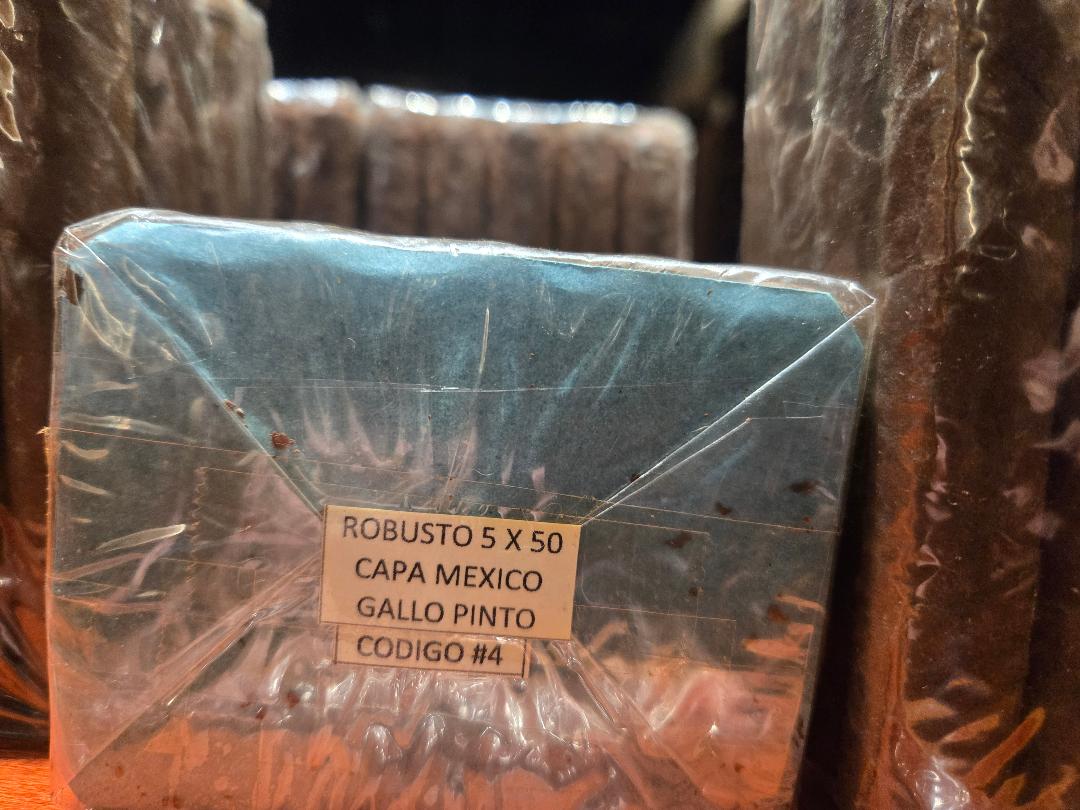 ROBUSTO 5 X 50
CAPA MEXICO
GALLO PINTO
CODIGO #4